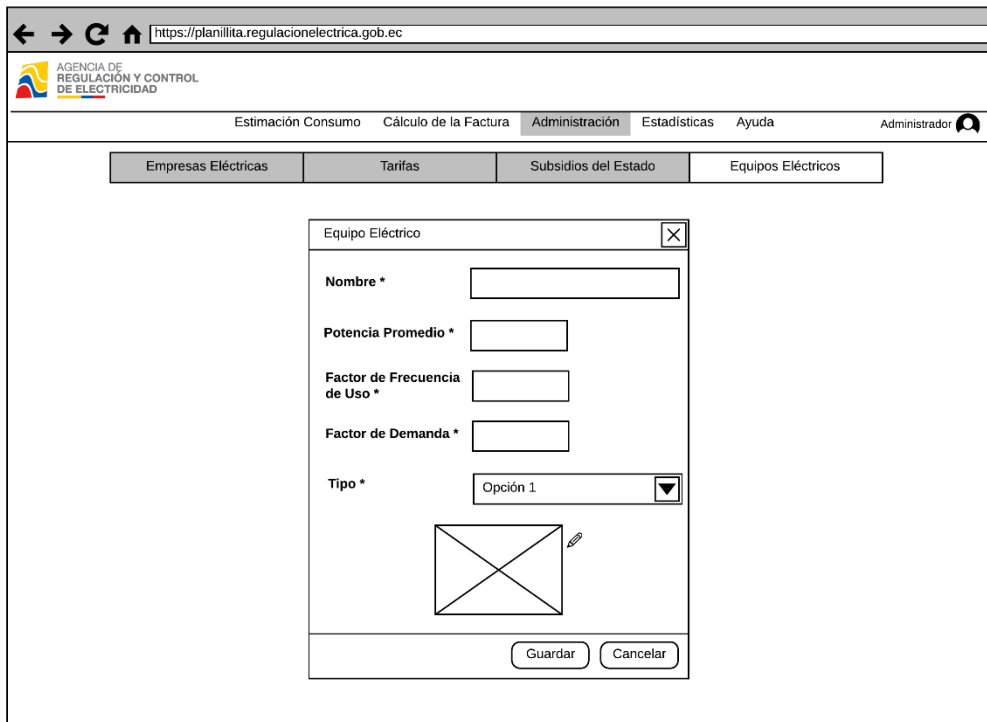 https://planillita.regulacionelectrica.gob.ec
AGENCIA DE
REGULACIÓN Y CONTROL
DE ELECTRICIDAD
Estimación Consumo Cálculo de la Factura Administración Estadísticas Ayuda Administrador
Empresas Eléctricas Tarifas Subsidios del Estado Equipos Eléctricos
Equipo Eléctrico
Nombre *
Potencia Promedio *
Factor de Frecuencia
de Uso *
Factor de Demanda *
Tipo * Opción 1
Guardar Cancelar